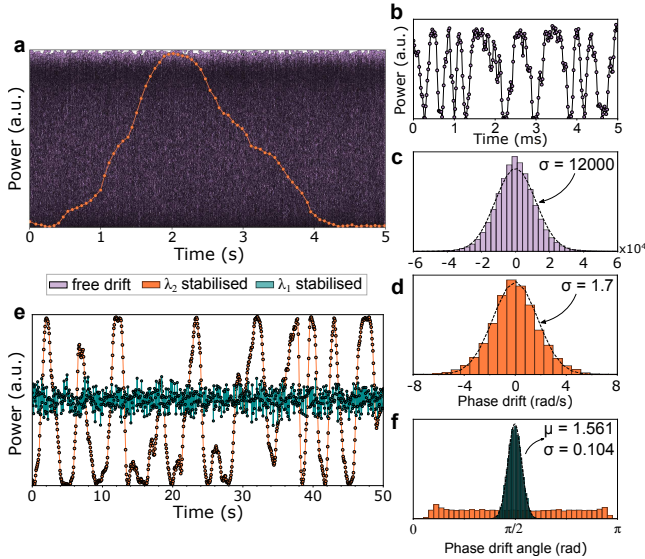 a
Power (a.u.)
0 1 2 3 4 5
Time (s)
b
Power (a.u.)
0 1 2 3 4 5
Time (ms)
c
σ = 12000
-6 -4 -2 0 2 4 6
x10⁴
free drift λ₂ stabilised λ₁ stabilised
d
σ = 1.7
-8 -4 0 4 8
Phase drift (rad/s)
e
Power (a.u.)
0 10 20 30 40 50
Time (s)
f
μ = 1.561
σ = 0.104
0 π/2 π
Phase drift angle (rad)